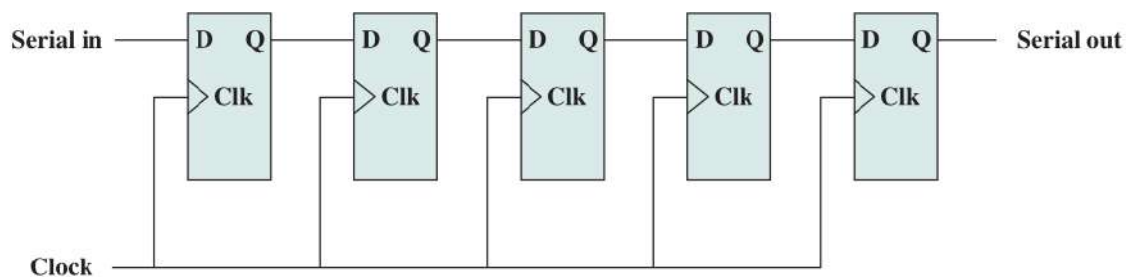 Serial in D Q D Q D Q D Q D Q Serial out
Clk Clk Clk Clk Clk
Clock